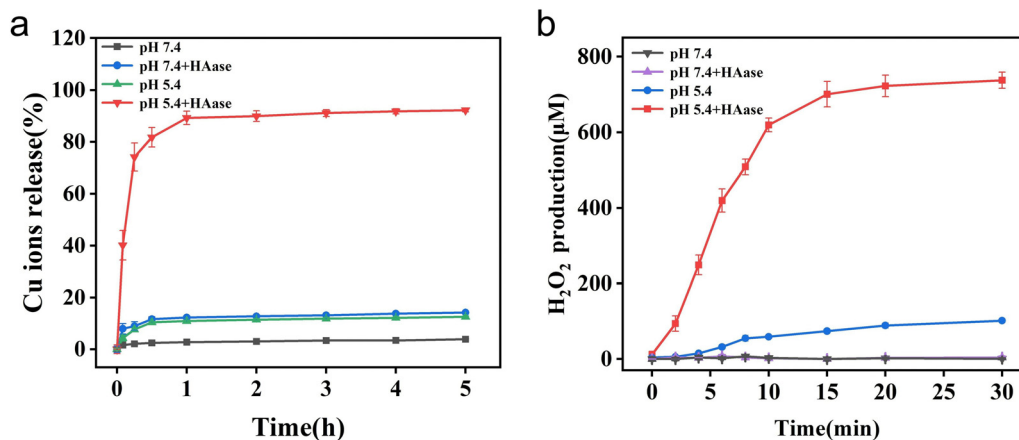 a
120
100
80
60
40
20
0
Cu ions release(%)
pH 7.4
pH 7.4+HAase
pH 5.4
pH 5.4+HAase
0 1 2 3 4 5
Time(h)
b
800
600
400
200
0
H₂O₂ production(μM)
pH 7.4
pH 7.4+HAase
pH 5.4
pH 5.4+HAase
0 5 10 15 20 25 30
Time(min)